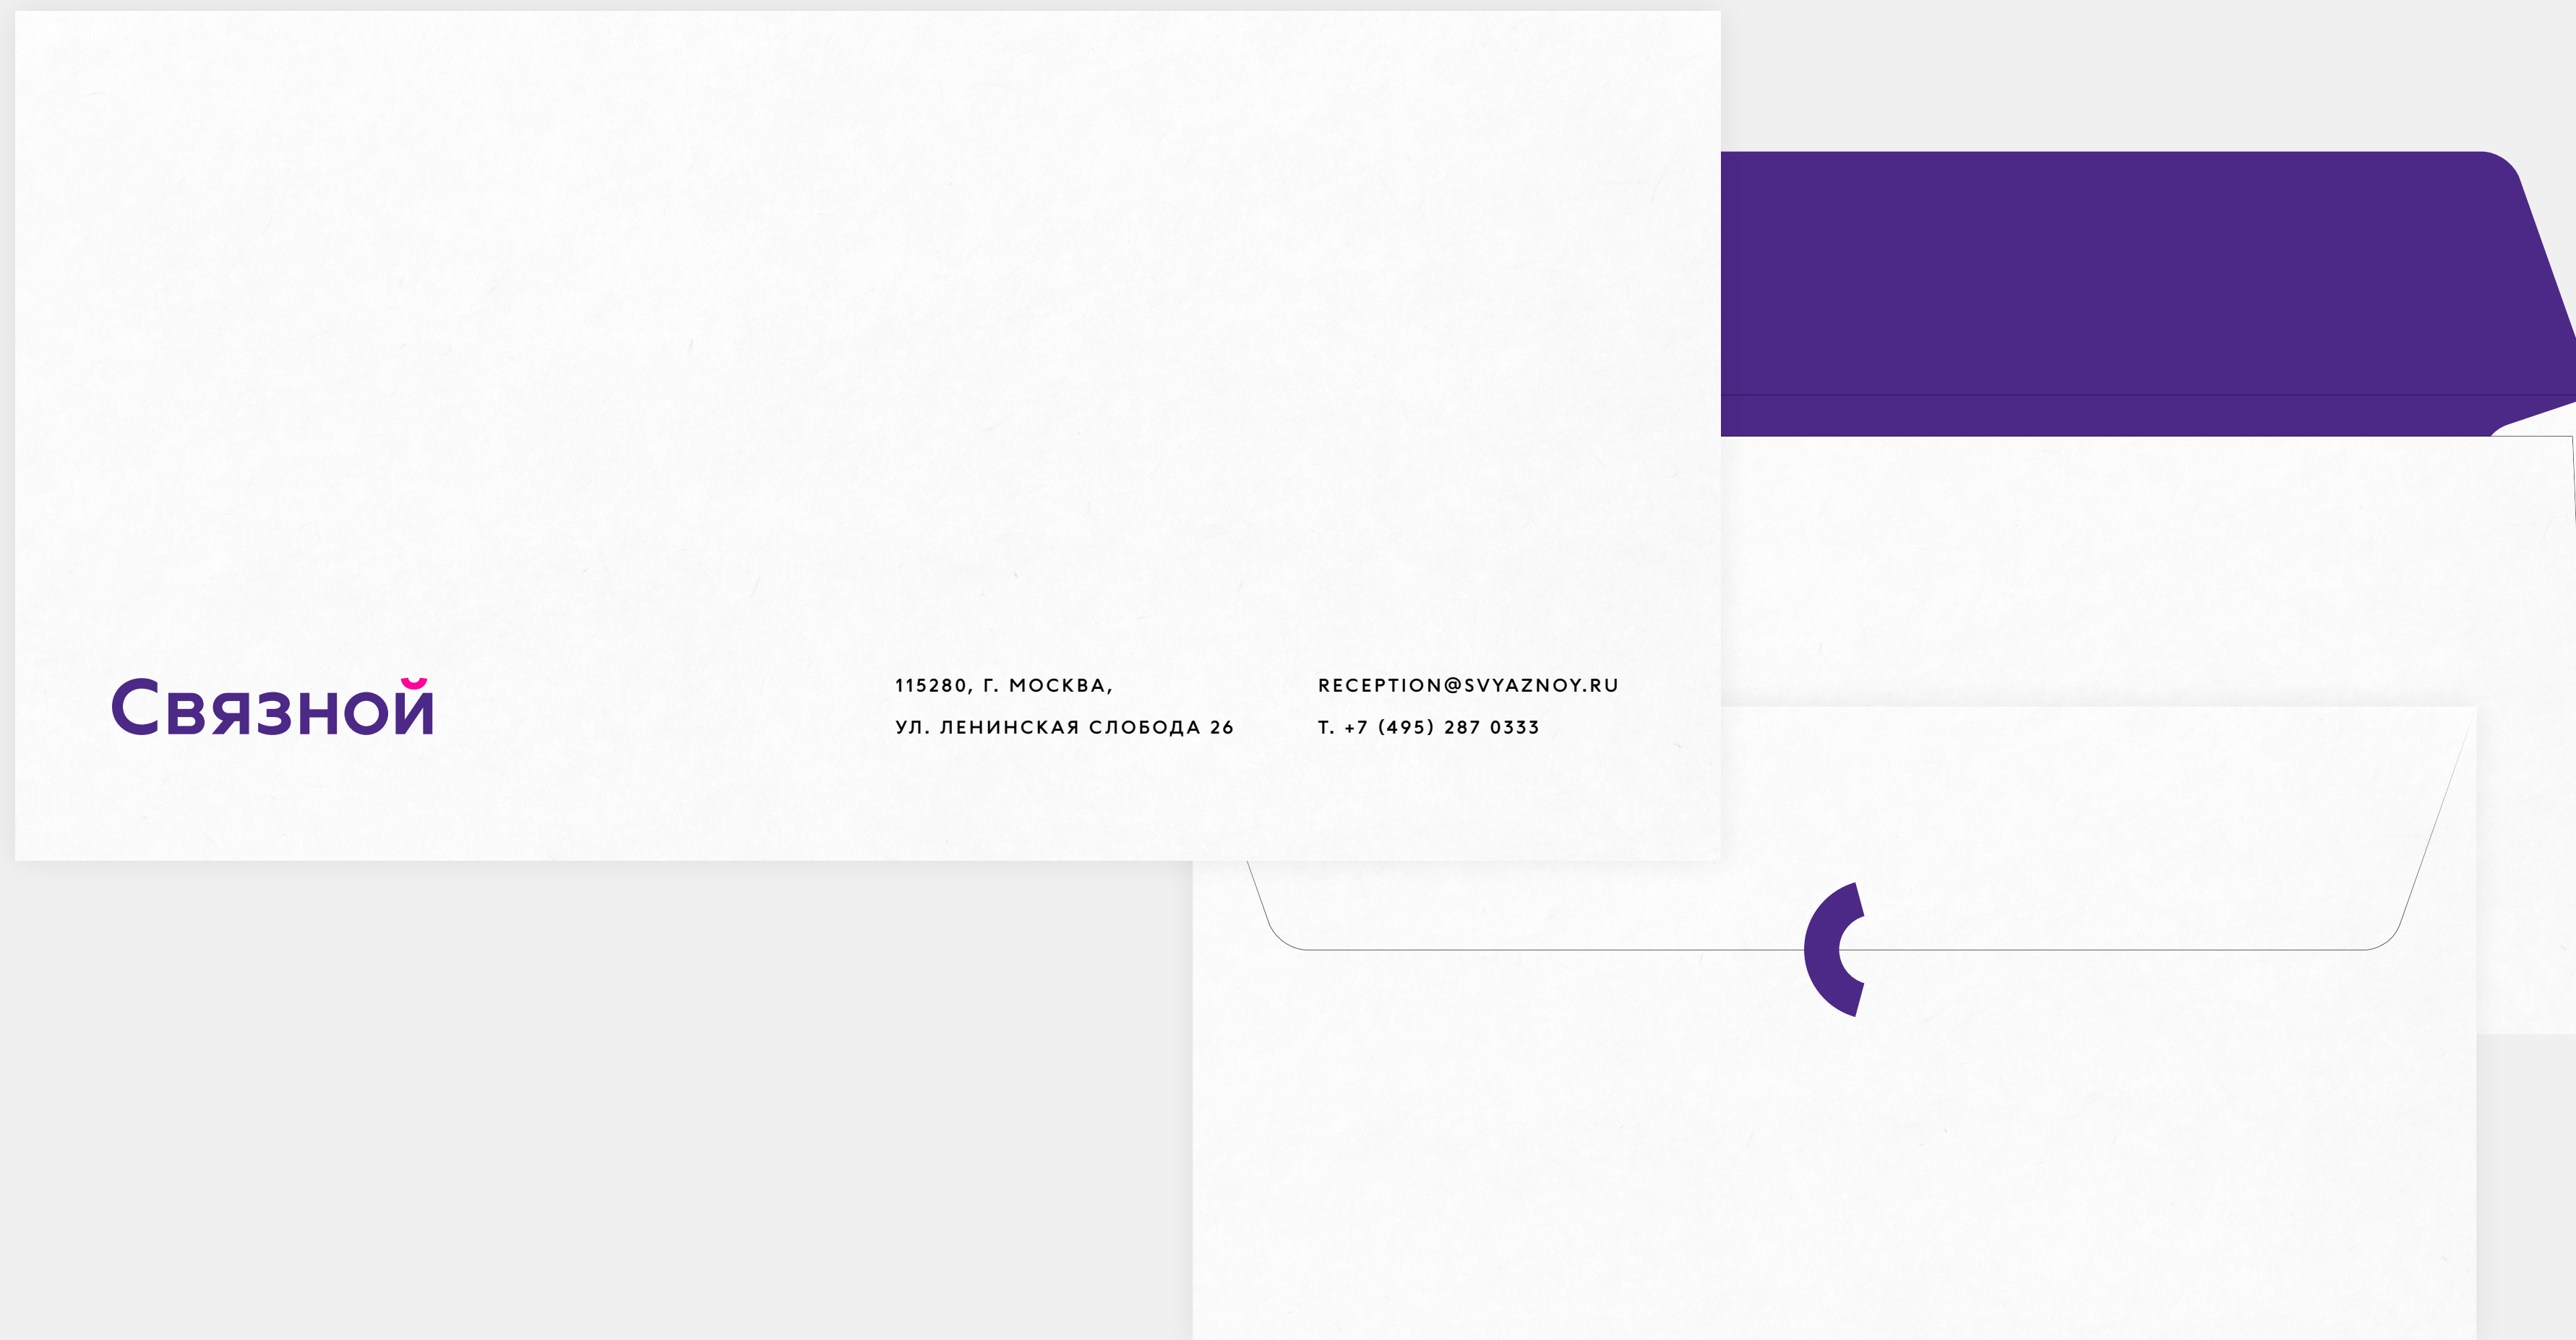 Связной
115280, Г. МОСКВА,
УЛ. ЛЕНИНСКАЯ СЛОБОДА 26
RECEPTION@SVYAZNOY.RU
Т. +7 (495) 287 0333
С